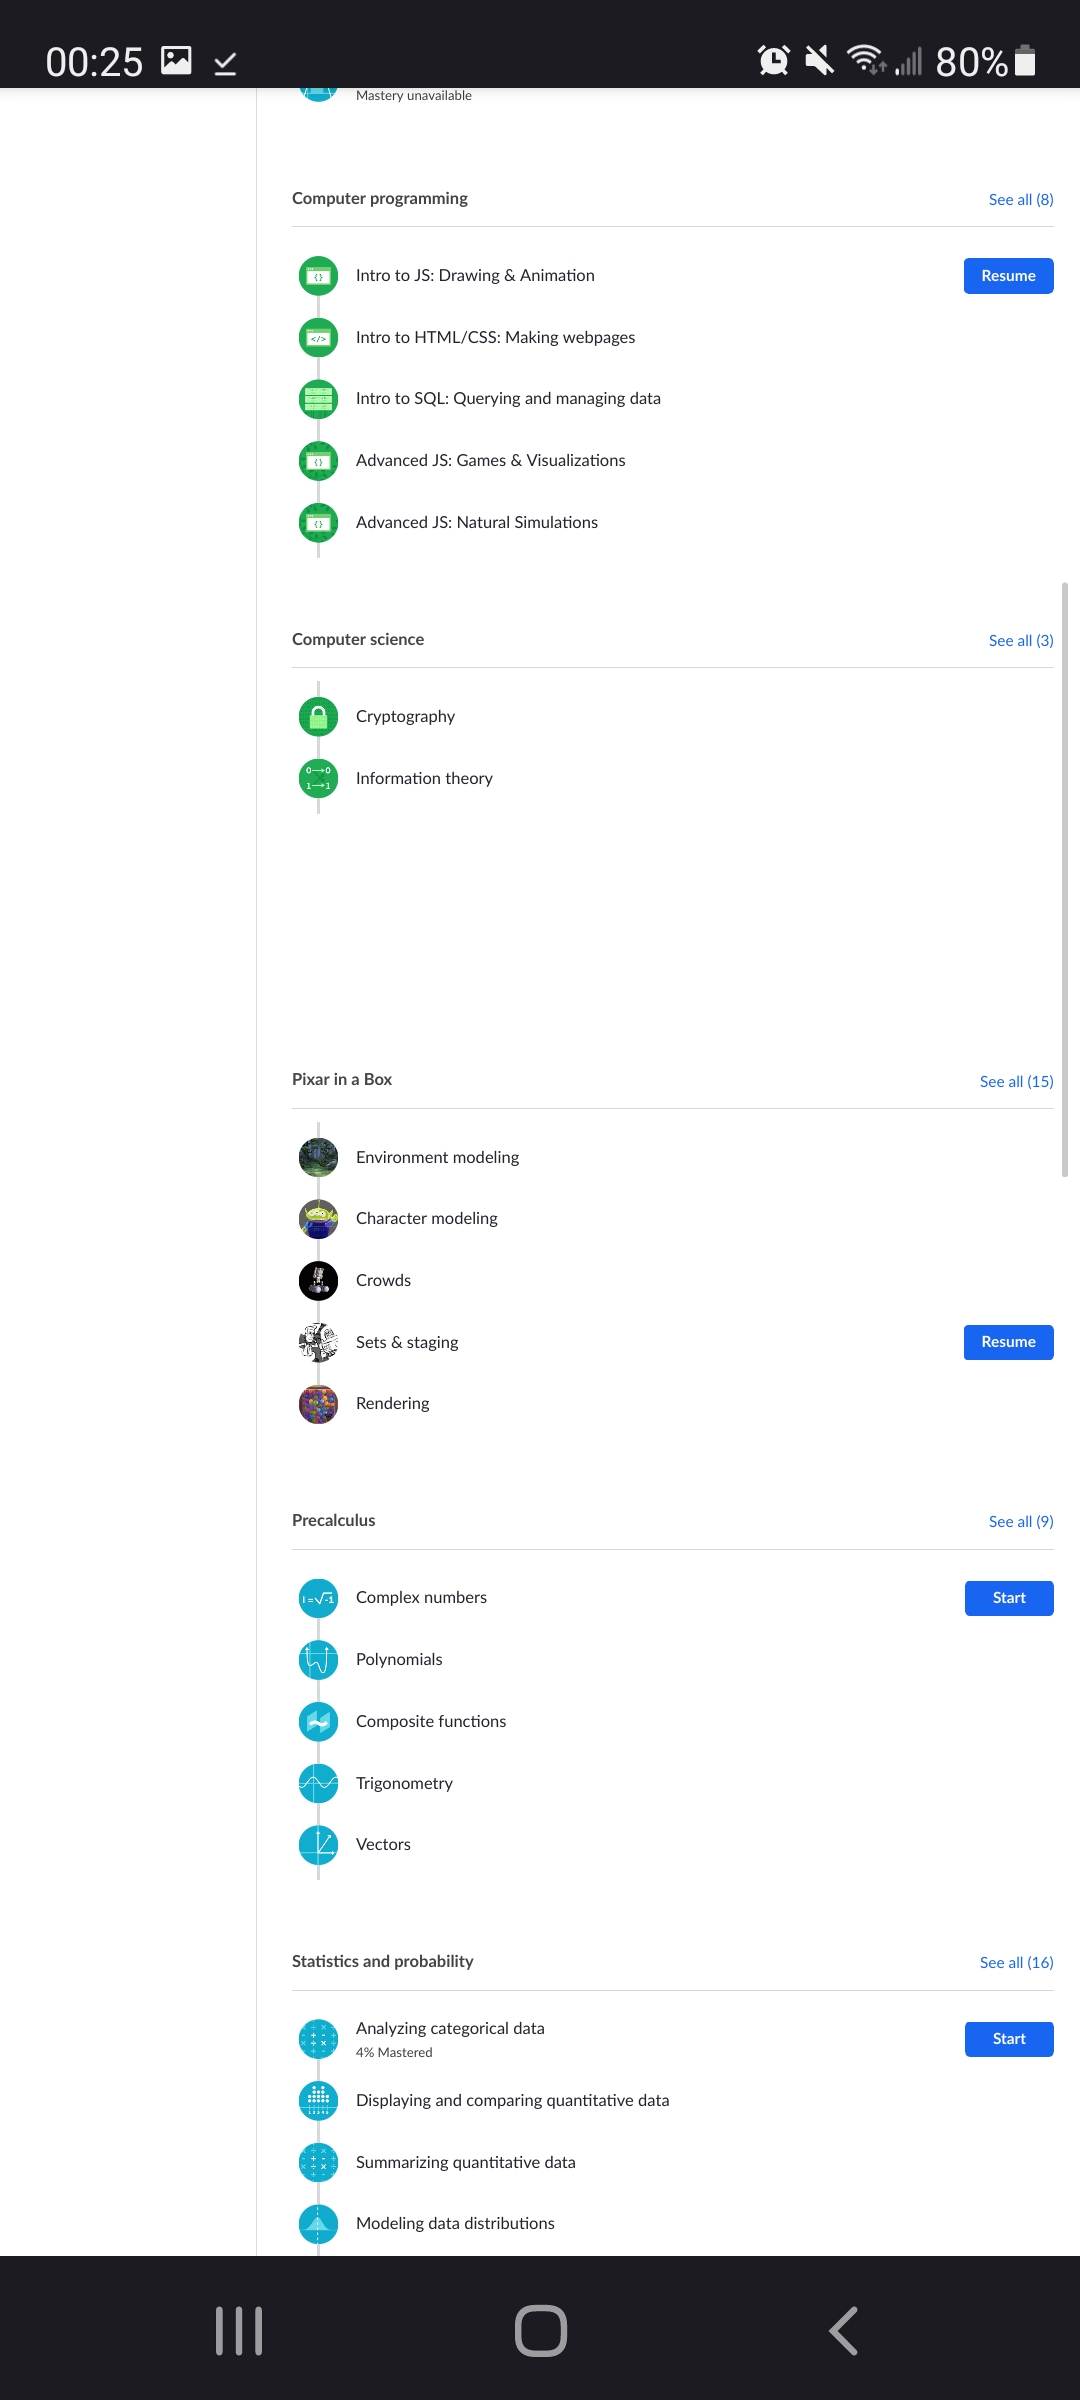 00:25
80%
Mastery unavailable
Computer programming
See all (8)
Intro to JS: Drawing & Animation
Resume
Intro to HTML/CSS: Making webpages
Intro to SQL: Querying and managing data
Advanced JS: Games & Visualizations
Advanced JS: Natural Simulations
Computer science
See all (3)
Cryptography
Information theory
Pixar in a Box
See all (15)
Environment modeling
Character modeling
Crowds
Sets & staging
Resume
Rendering
Precalculus
See all (9)
i=√-1
Complex numbers
Start
Polynomials
Composite functions
Trigonometry
Vectors
Statistics and probability
See all (16)
Analyzing categorical data
4% Mastered
Start
Displaying and comparing quantitative data
Summarizing quantitative data
Modeling data distributions